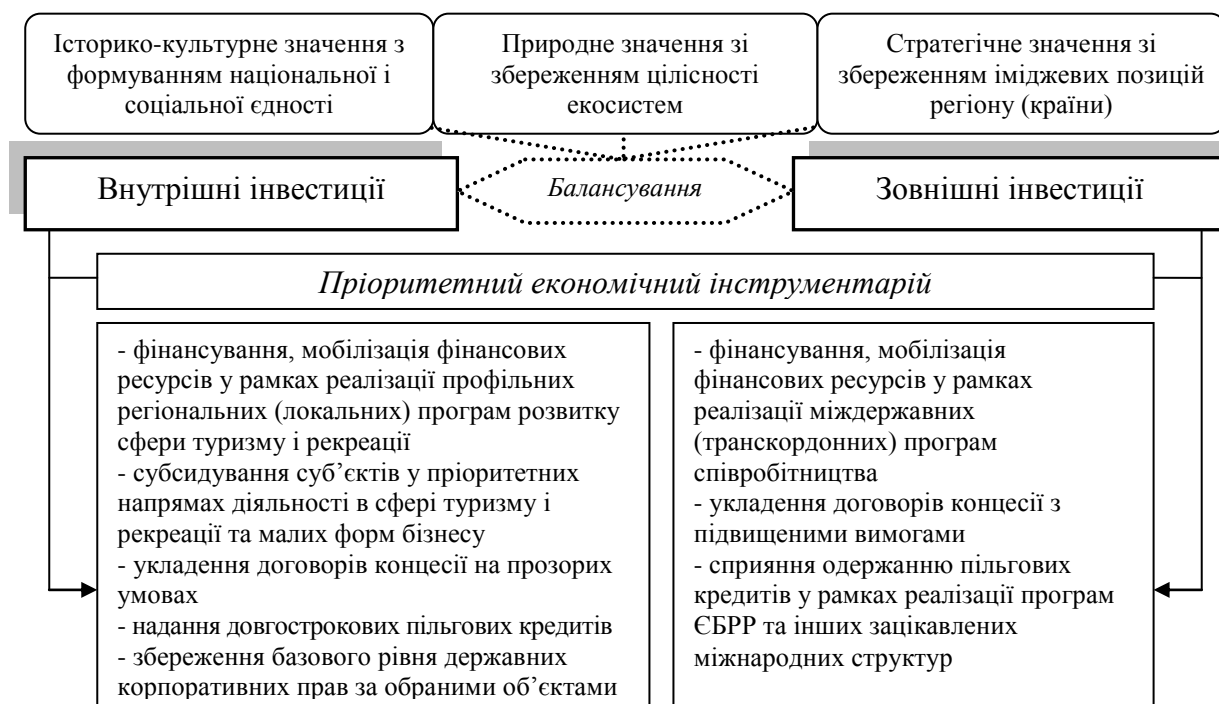 Історико-культурне значення з
формуванням національної і
соціальної єдності
Природне значення зі
збереженням цілісності
екосистем
Стратегічне значення зі
збереженням іміджевих позицій
регіону (країни)
Внутрішні інвестиції
Балансування
Зовнішні інвестиції
Пріоритетний економічний інструментарій
- фінансування, мобілізація фінансових
ресурсів у рамках реалізації профільних
регіональних (локальних) програм розвитку
сфери туризму і рекреації
- субсидування суб’єктів у пріоритетних
напрямах діяльності в сфері туризму і
рекреації та малих форм бізнесу
- укладення договорів концесії на прозорих
умовах
- надання довгострокових пільгових кредитів
- збереження базового рівня державних
корпоративних прав за обраними об’єктами
- фінансування, мобілізація
фінансових ресурсів у рамках
реалізації міждержавних
(транскордонних) програм
співробітництва
- укладення договорів концесії з
підвищеними вимогами
- сприяння одержанню пільгових
кредитів у рамках реалізації програм
ЄБРР та інших зацікавлених
міжнародних структур